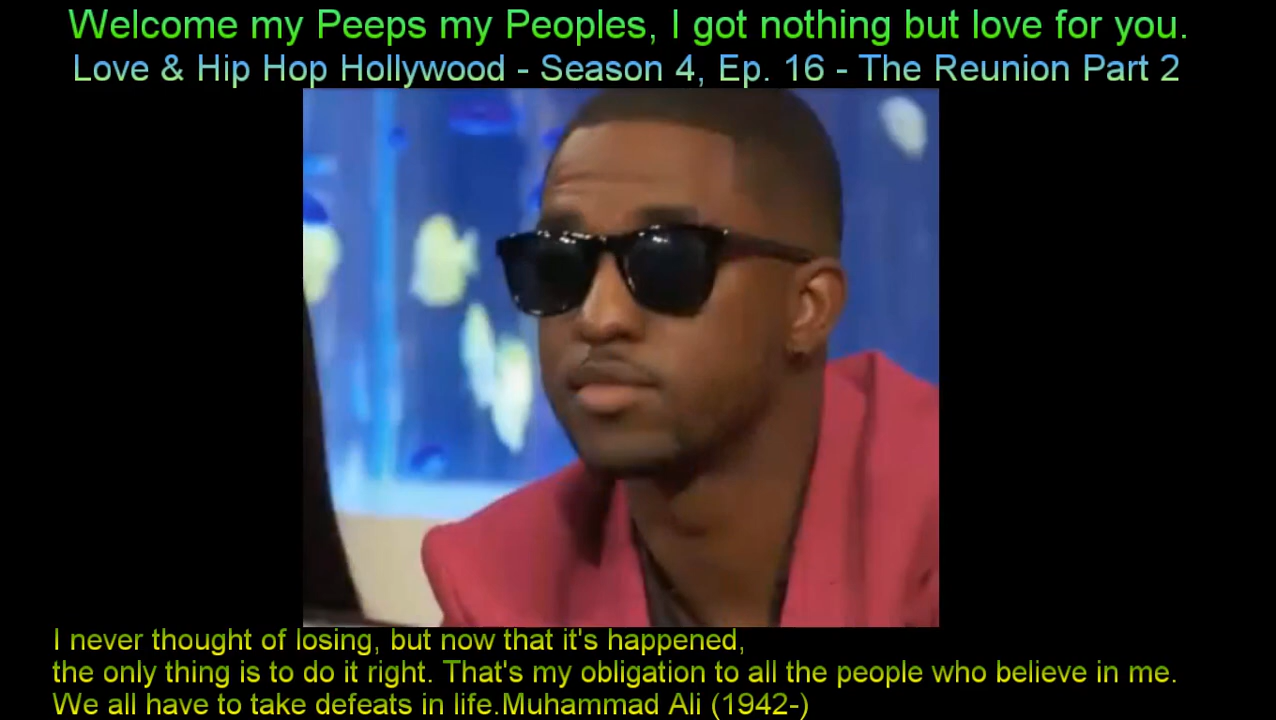 Welcome my Peeps my Peoples, I got nothing but love for you.
Love & Hip Hop Hollywood - Season 4, Ep. 16 - The Reunion Part 2
I never thought of losing, but now that it's happened,
the only thing is to do it right. That's my obligation to all the people who believe in me.
We all have to take defeats in life.Muhammad Ali (1942-)